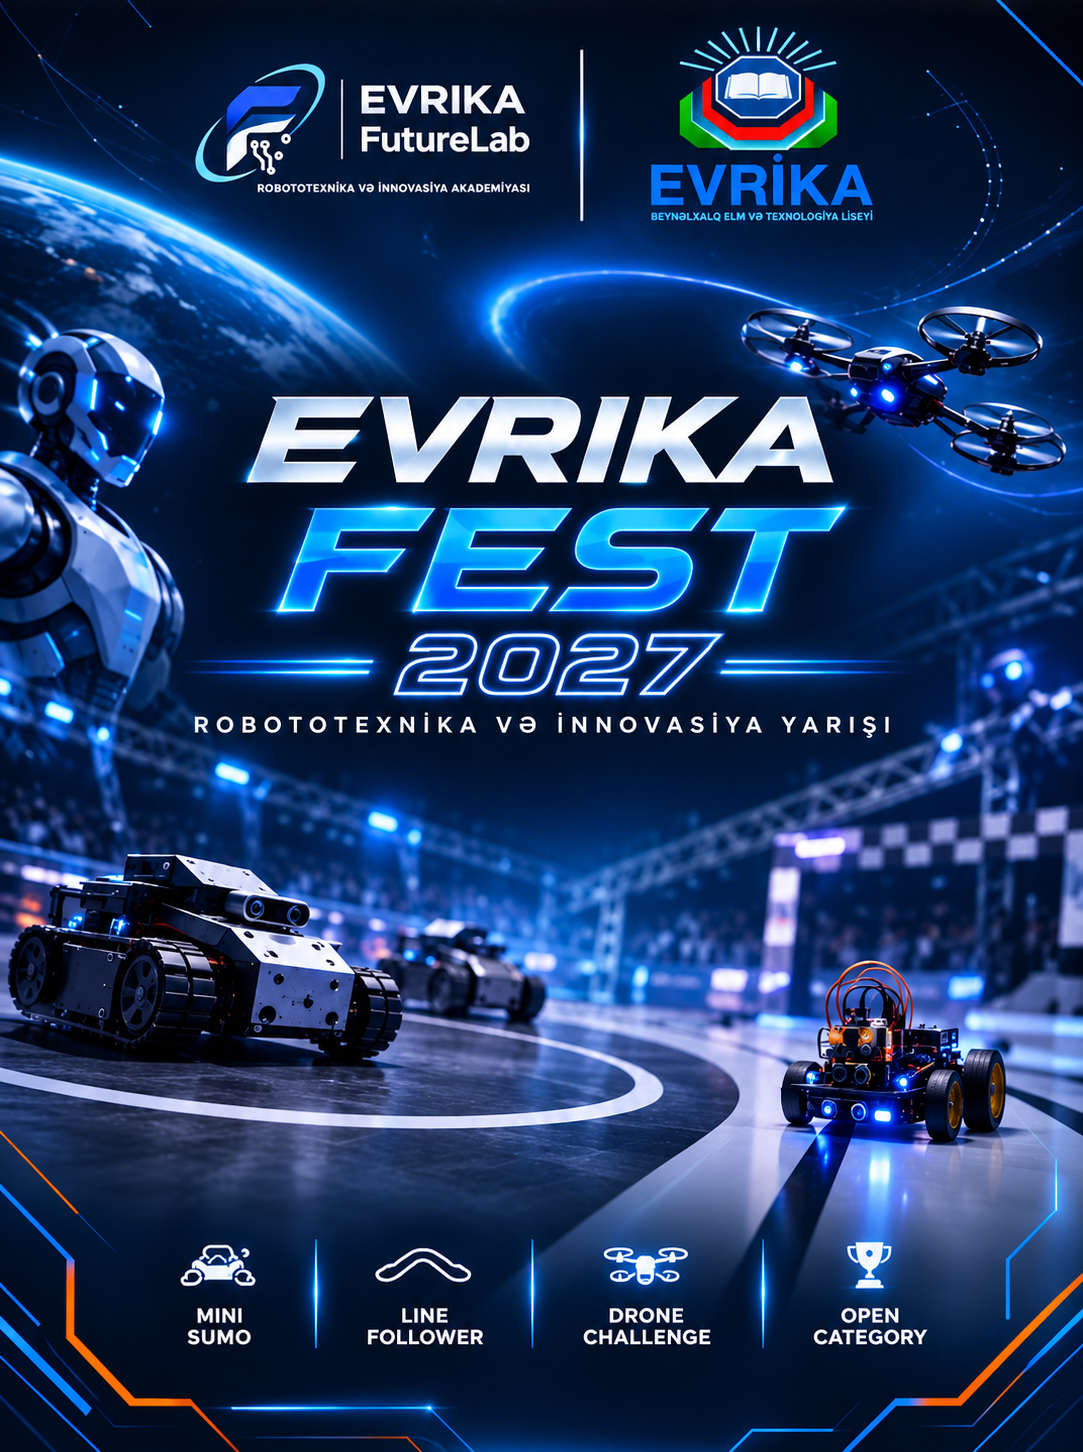 EVRIKA
FutureLab
ROBOTOTEXNİKA VƏ İNNOVASİYA AKADEMİYASI
EVRİKA
BEYNƏLXALQ ELM VƏ TEXNOLOGİYA LİSEYİ
EVRIKA
FEST
2027
ROBOTOTEXNİKA VƏ İNNOVASİYA YARIŞI
MINI
SUMO
LINE
FOLLOWER
DRONE
CHALLENGE
OPEN
CATEGORY